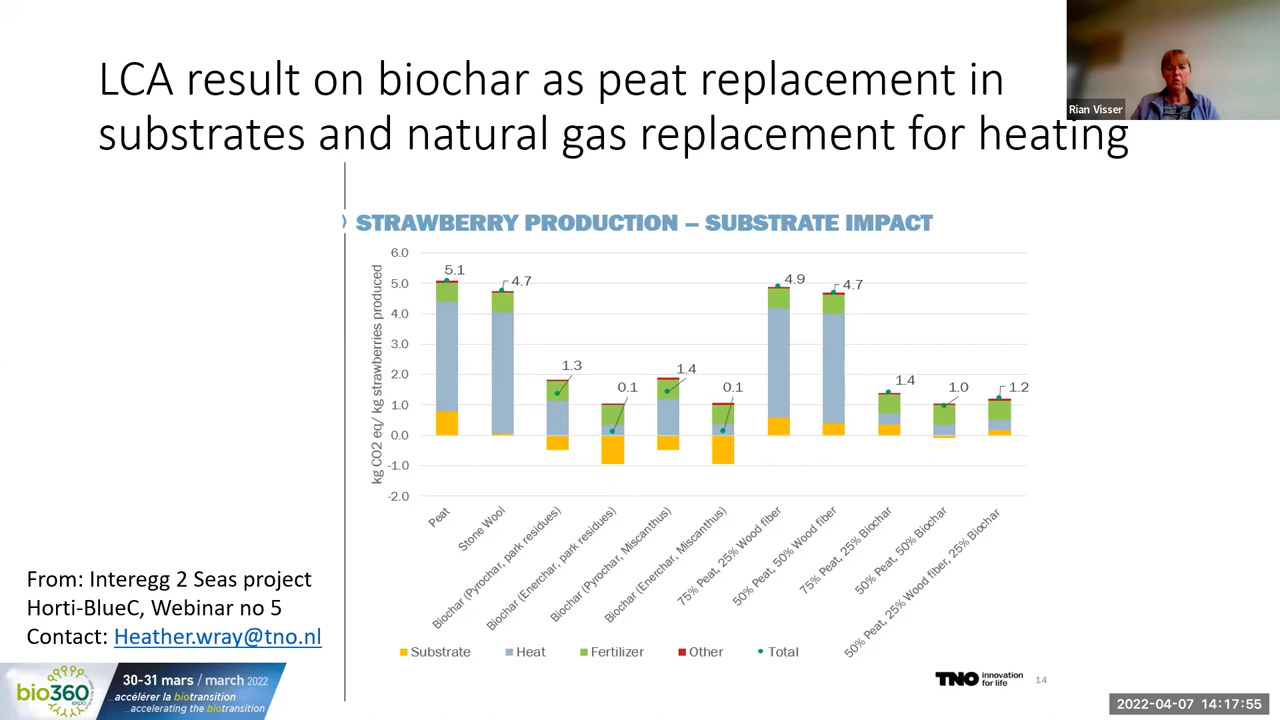 LCA result on biochar as peat replacement in
substrates and natural gas replacement for heating
Rian Visser
STRAWBERRY PRODUCTION – SUBSTRATE IMPACT
kg CO2 eq/ kg strawberries produced
6.0
5.0
4.0
3.0
2.0
1.0
0.0
-1.0
-2.0
5.1
4.7
1.3
0.1
1.4
0.1
4.9
4.7
1.4
1.0
1.2
Peat
Stone Wool
Biochar (Pyrochar, park residues)
Biochar (Enerchar, park residues)
Biochar (Pyrochar, Miscanthus)
Biochar (Enerchar, Miscanthus)
75% Peat, 25% Wood fiber
50% Peat, 50% Wood fiber
75% Peat, 25% Biochar
50% Peat, 50% Biochar
50% Peat, 25% Wood fiber, 25% Biochar
Substrate Heat Fertilizer Other Total
From: Interegg 2 Seas project
Horti-BlueC, Webinar no 5
Contact: Heather.wray@tno.nl
bio360
expo
30-31 mars / march 2022
...accélérer la biotransition
...accelerating the biotransition
TNO innovation
for life
14
2022-04-07 14:17:55